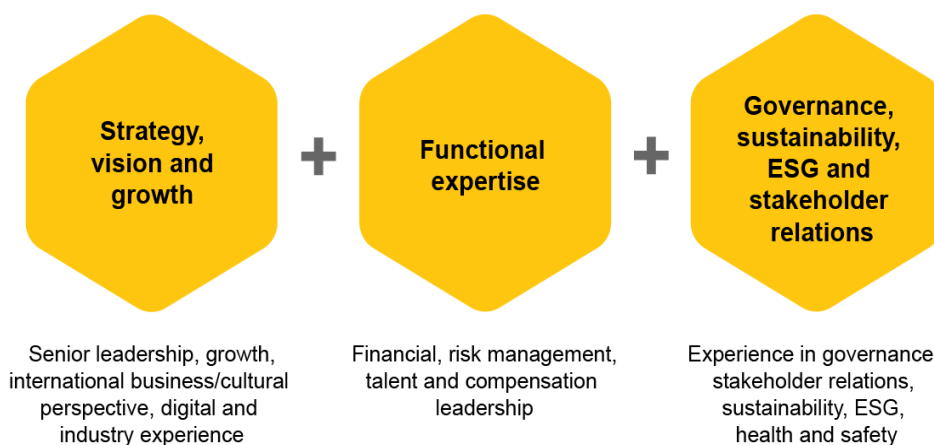 Strategy,
vision and
growth
+
Functional
expertise
+
Governance,
sustainability,
ESG and
stakeholder
relations
Senior leadership, growth,
international business/cultural
perspective, digital and
industry experience
Financial, risk management,
talent and compensation
leadership
Experience in governance
stakeholder relations,
sustainability, ESG,
health and safety